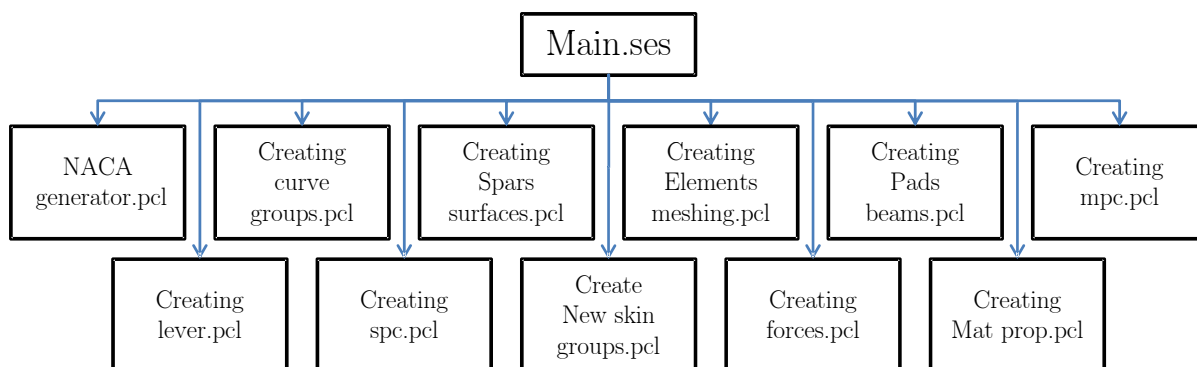 Main.ses
NACA
generator.pcl
Creating
curve
groups.pcl
Creating
Spars
surfaces.pcl
Creating
Elements
meshing.pcl
Creating
Pads
beams.pcl
Creating
mpc.pcl
Creating
lever.pcl
Creating
spc.pcl
Create
New skin
groups.pcl
Creating
forces.pcl
Creating
Mat prop.pcl